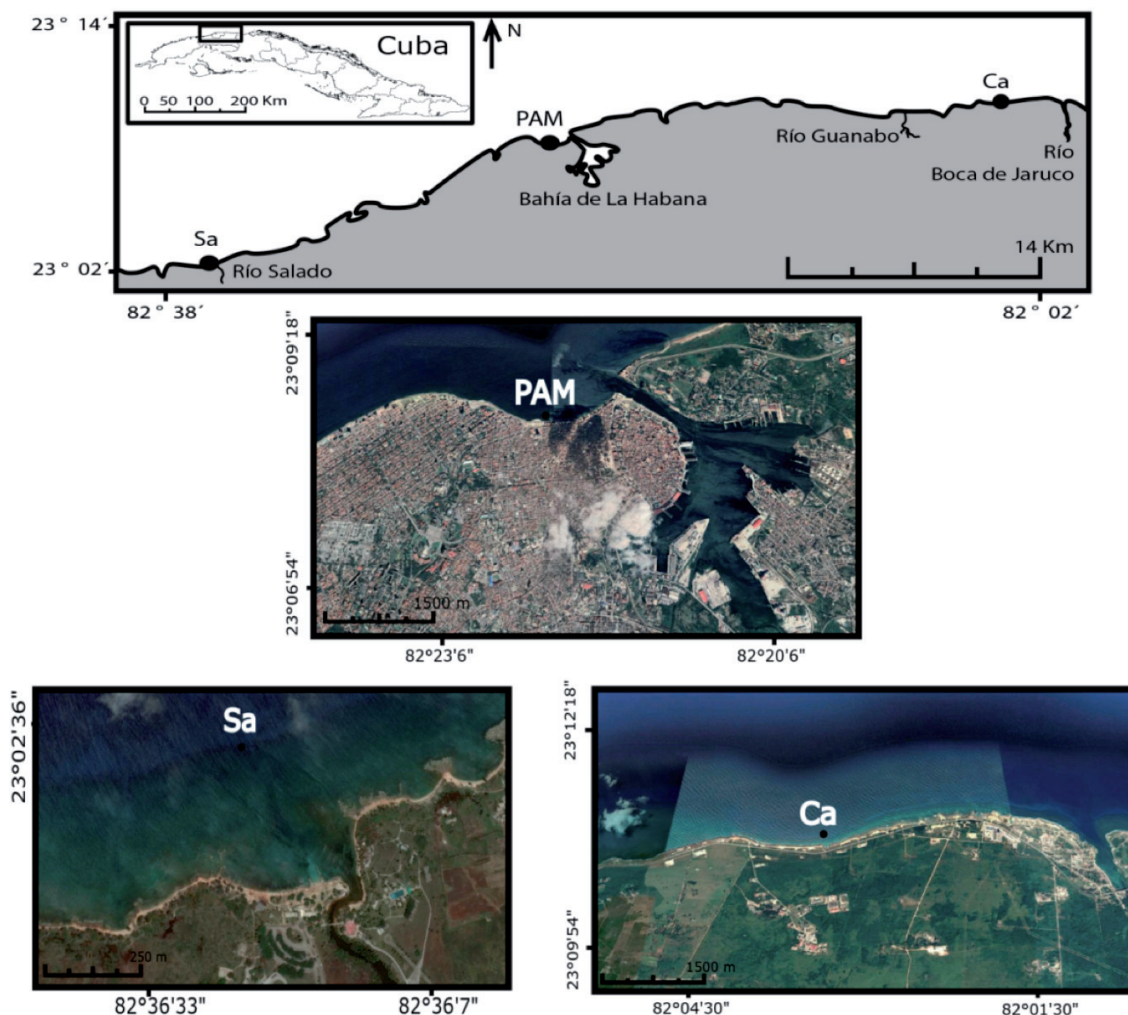 23 ° 14´
Cuba
N
0 50 100 200 Km
PAM
Ca
Río Guanabo
Río
Boca de Jaruco
Bahía de La Habana
Sa
Río Salado
14 Km
23 ° 02´
82 ° 38´
82 ° 02´
23°09'18"
PAM
23°06'54"
1500 m
82°23'6"
82°20'6"
23°02'36"
Sa
250 m
82°36'33"
82°36'7"
23°12'18"
Ca
23°09'54"
1500 m
82°04'30"
82°01'30"